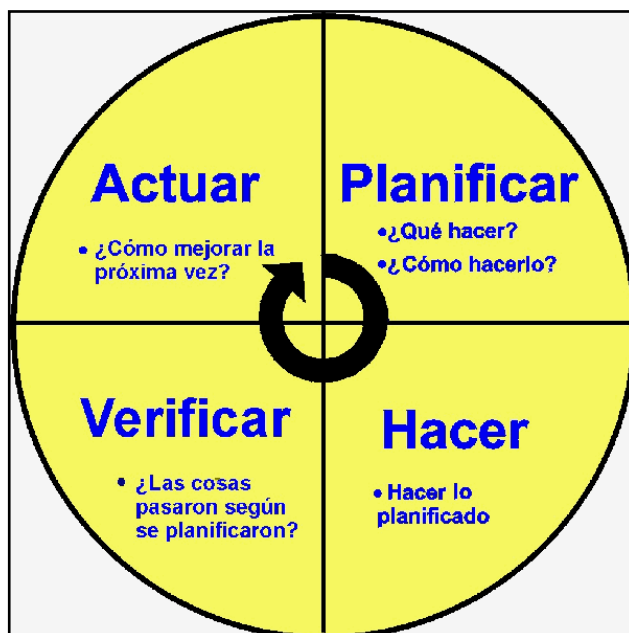 Actuar
• ¿Cómo mejorar la
próxima vez?
Planificar
•¿Qué hacer?
•¿Cómo hacerlo?
Verificar
• ¿Las cosas
pasaron según
se planificaron?
Hacer
• Hacer lo
planificado